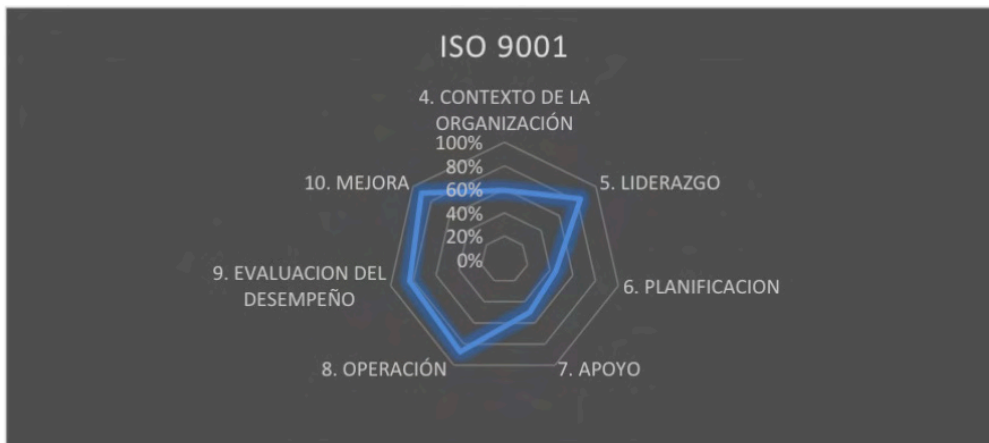 ISO 9001
4. CONTEXTO DE LA
ORGANIZACIÓN
100%
80%
60%
40%
20%
0%
5. LIDERAZGO
6. PLANIFICACION
7. APOYO
8. OPERACIÓN
9. EVALUACION DEL
DESEMPEÑO
10. MEJORA